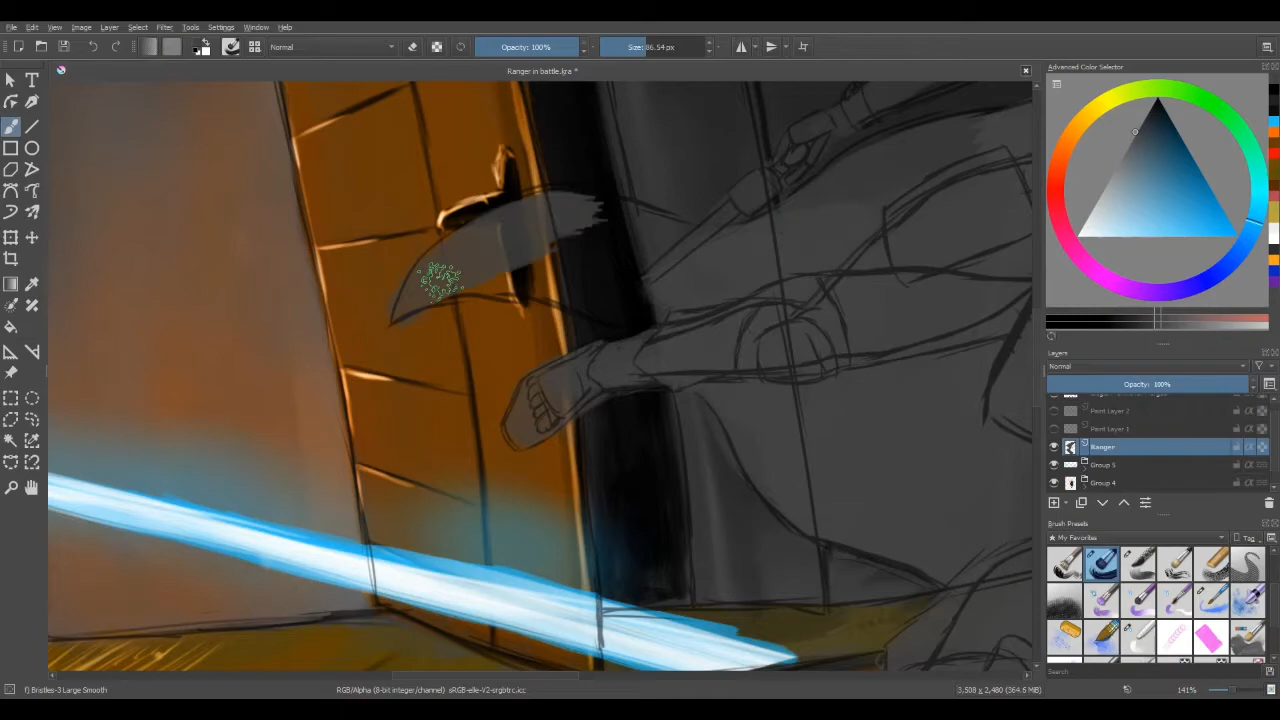 File Edit View Image Layer Select Filter Tools Settings Window Help
Normal Opacity: 100% Size: 86.54 px
Ranger in battle.kra *
Advanced Color Selector
Layers
Normal
Opacity: 100%
Paint Layer 2
Paint Layer 1
Ranger
Group 5
Group 4
Brush Presets
My Favorites Tag
Search
f) Bristles-3 Large Smooth RGB/Alpha (8-bit integer/channel) sRGB-elle-V2-srgbtrc.icc 3,508 x 2,480 (364.6 MiB) 141%